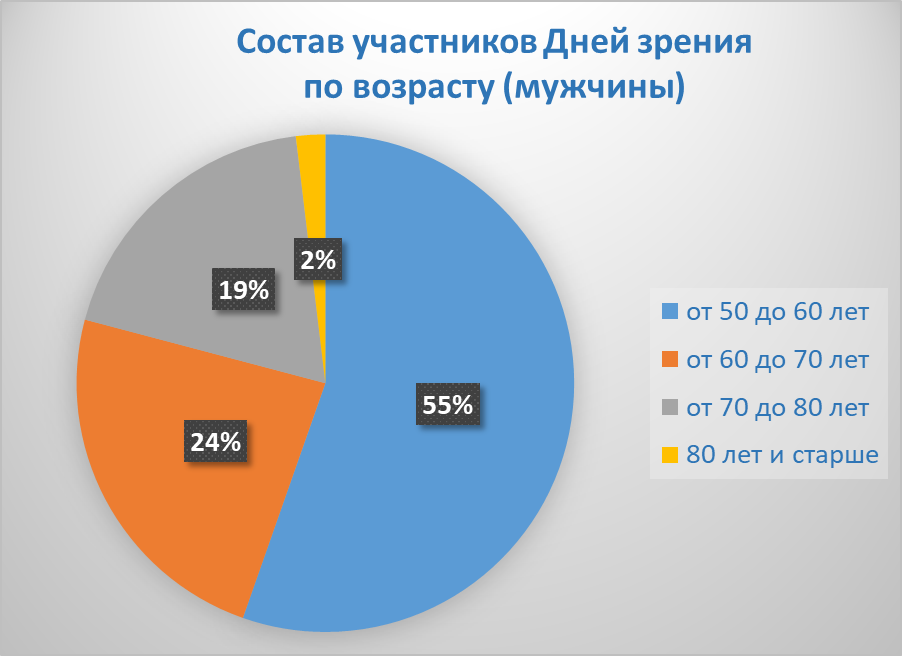 Состав участников Дней зрения
по возрасту (мужчины)
2%
19%
55%
24%
от 50 до 60 лет
от 60 до 70 лет
от 70 до 80 лет
80 лет и старше